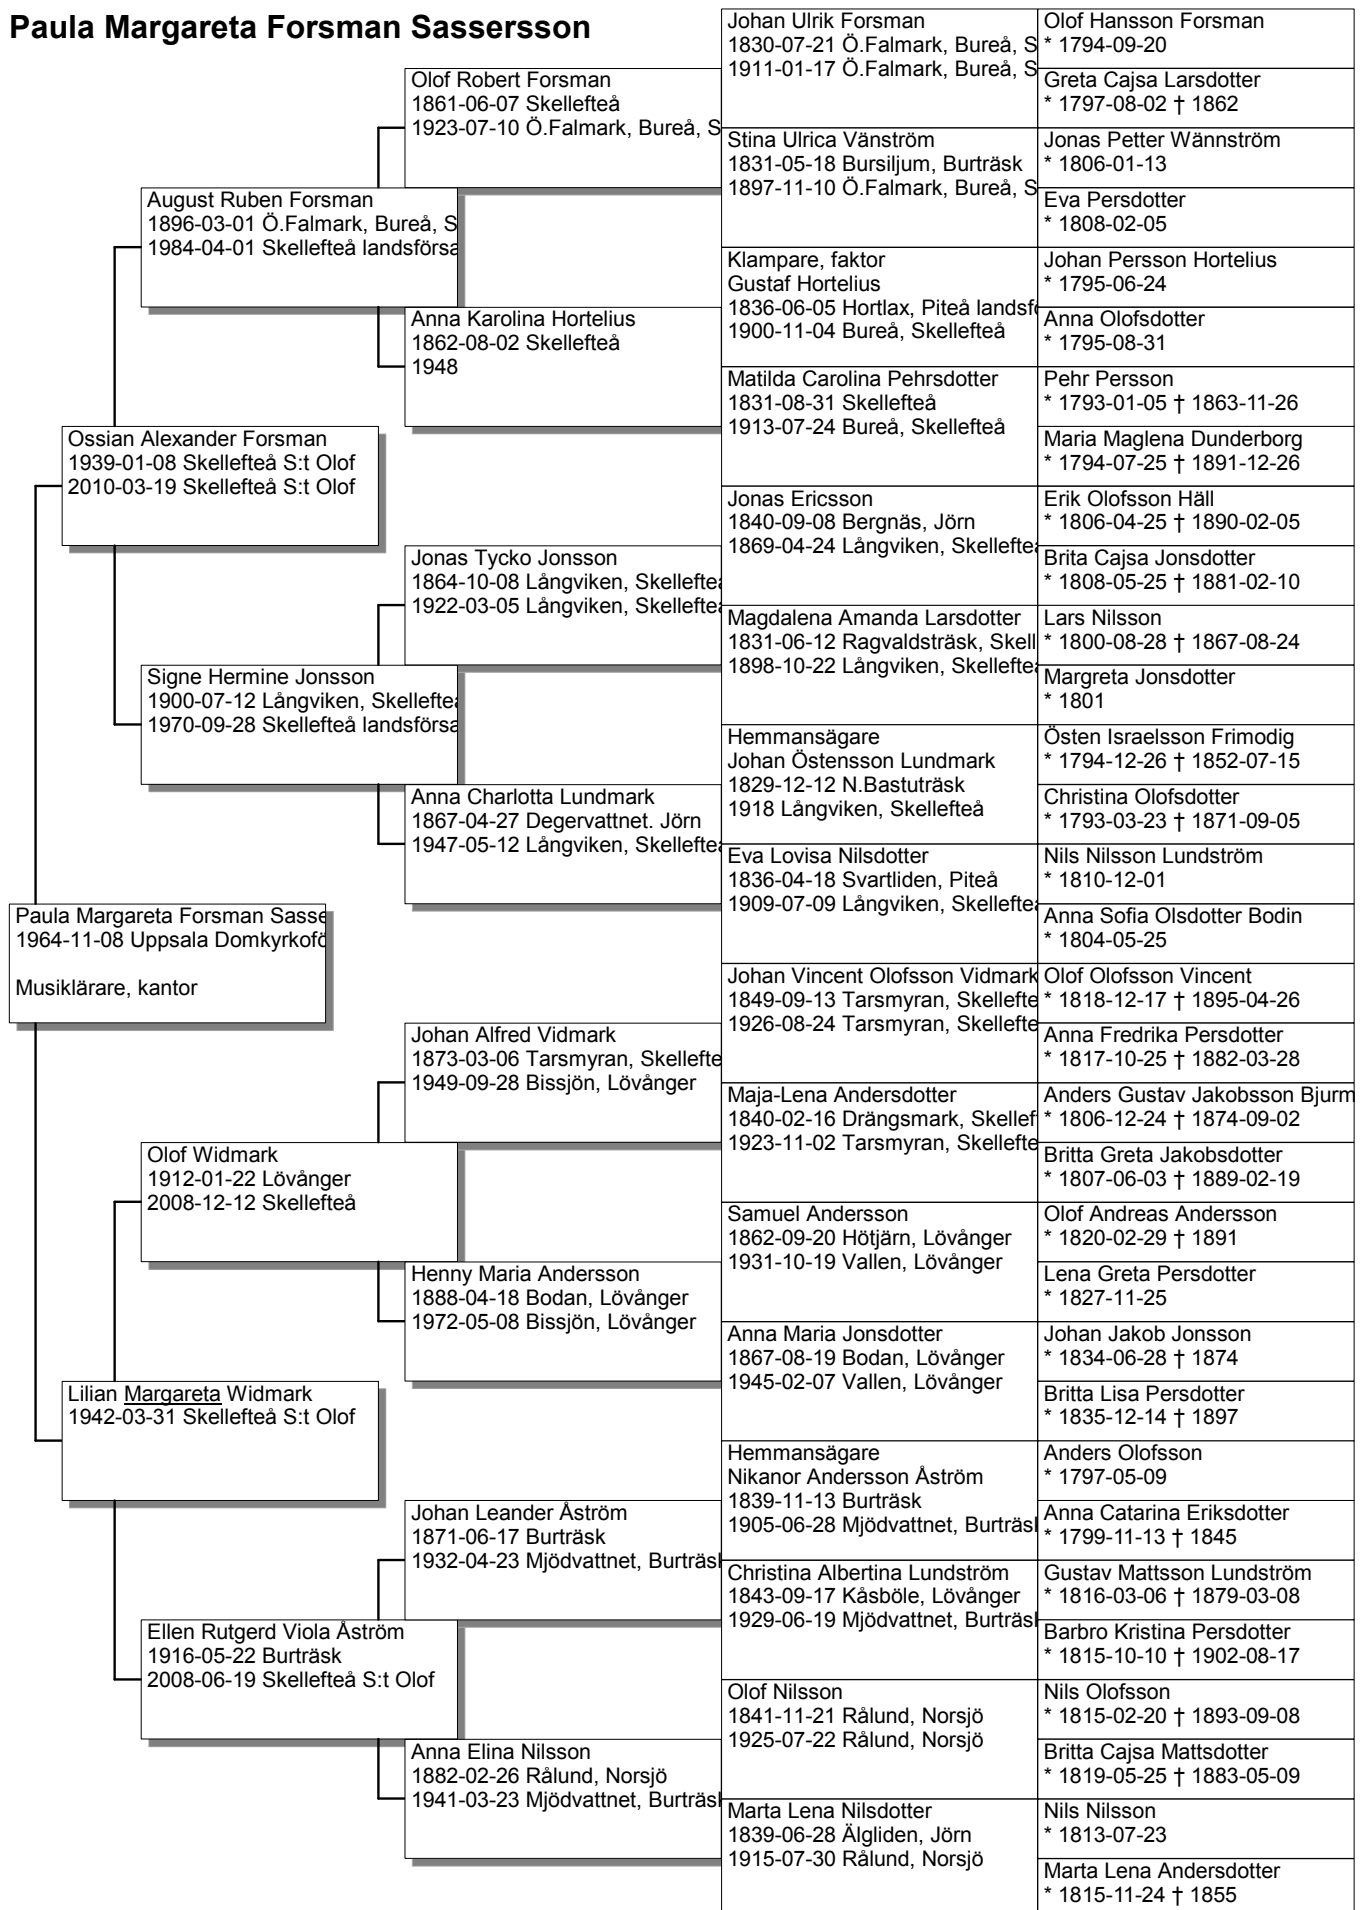 Paula Margareta Forsman Sassersson
Paula Margareta Forsman Sasse
1964-11-08 Uppsala Domkyrkofö
Musiklärare, kantor
Ossian Alexander Forsman
1939-01-08 Skellefteå S:t Olof
2010-03-19 Skellefteå S:t Olof
Lilian Margareta Widmark
1942-03-31 Skellefteå S:t Olof
August Ruben Forsman
1896-03-01 Ö.Falmark, Bureå, S
1984-04-01 Skellefteå landsförsa
Signe Hermine Jonsson
1900-07-12 Långviken, Skellefteå
1970-09-28 Skellefteå landsförsa
Olof Widmark
1912-01-22 Lövånger
2008-12-12 Skellefteå
Ellen Rutgerd Viola Åström
1916-05-22 Burträsk
2008-06-19 Skellefteå S:t Olof
Olof Robert Forsman
1861-06-07 Skellefteå
1923-07-10 Ö.Falmark, Bureå, S
Anna Karolina Hortelius
1862-08-02 Skellefteå
1948
Jonas Tycko Jonsson
1864-10-08 Långviken, Skellefteå
1922-03-05 Långviken, Skellefteå
Anna Charlotta Lundmark
1867-04-27 Degervattnet. Jörn
1947-05-12 Långviken, Skellefteå
Johan Alfred Vidmark
1873-03-06 Tarsmyran, Skellefte
1949-09-28 Bissjön, Lövånger
Henny Maria Andersson
1888-04-18 Bodan, Lövånger
1972-05-08 Bissjön, Lövånger
Johan Leander Åström
1871-06-17 Burträsk
1932-04-23 Mjödvattnet, Burträsk
Anna Elina Nilsson
1882-02-26 Rålund, Norsjö
1941-03-23 Mjödvattnet, Burträsk
Johan Ulrik Forsman
1830-07-21 Ö.Falmark, Bureå, S
1911-01-17 Ö.Falmark, Bureå, S
Stina Ulrica Vänström
1831-05-18 Bursiljum, Burträsk
1897-11-10 Ö.Falmark, Bureå, S
Klampare, faktor
Gustaf Hortelius
1836-06-05 Hortlax, Piteå landsfö
1900-11-04 Bureå, Skellefteå
Matilda Carolina Pehrsdotter
1831-08-31 Skellefteå
1913-07-24 Bureå, Skellefteå
Jonas Ericsson
1840-09-08 Bergnäs, Jörn
1869-04-24 Långviken, Skellefteå
Magdalena Amanda Larsdotter
1831-06-12 Ragvaldsträsk, Skell
1898-10-22 Långviken, Skellefteå
Hemmansägare
Johan Östensson Lundmark
1829-12-12 N.Bastuträsk
1918 Långviken, Skellefteå
Eva Lovisa Nilsdotter
1836-04-18 Svartliden, Piteå
1909-07-09 Långviken, Skellefteå
Johan Vincent Olofsson Vidmark
1849-09-13 Tarsmyran, Skellefte
1926-08-24 Tarsmyran, Skellefte
Maja-Lena Andersdotter
1840-02-16 Drängsmark, Skellef
1923-11-02 Tarsmyran, Skellefte
Samuel Andersson
1862-09-20 Hötjärn, Lövånger
1931-10-19 Vallen, Lövånger
Anna Maria Jonsdotter
1867-08-19 Bodan, Lövånger
1945-02-07 Vallen, Lövånger
Hemmansägare
Nikanor Andersson Åström
1839-11-13 Burträsk
1905-06-28 Mjödvattnet, Burträsk
Christina Albertina Lundström
1843-09-17 Kåsböle, Lövånger
1929-06-19 Mjödvattnet, Burträsk
Olof Nilsson
1841-11-21 Rålund, Norsjö
1925-07-22 Rålund, Norsjö
Marta Lena Nilsdotter
1839-06-28 Älgliden, Jörn
1915-07-30 Rålund, Norsjö
Olof Hansson Forsman
* 1794-09-20
Greta Cajsa Larsdotter
* 1797-08-02 † 1862
Jonas Petter Wännström
* 1806-01-13
Eva Persdotter
* 1808-02-05
Johan Persson Hortelius
* 1795-06-24
Anna Olofsdotter
* 1795-08-31
Pehr Persson
* 1793-01-05 † 1863-11-26
Maria Maglena Dunderborg
* 1794-07-25 † 1891-12-26
Erik Olofsson Häll
* 1806-04-25 † 1890-02-05
Brita Cajsa Jonsdotter
* 1808-05-25 † 1881-02-10
Lars Nilsson
* 1800-08-28 † 1867-08-24
Margreta Jonsdotter
* 1801
Östen Israelsson Frimodig
* 1794-12-26 † 1852-07-15
Christina Olofsdotter
* 1793-03-23 † 1871-09-05
Nils Nilsson Lundström
* 1810-12-01
Anna Sofia Olsdotter Bodin
* 1804-05-25
Olof Olofsson Vincent
* 1818-12-17 † 1895-04-26
Anna Fredrika Persdotter
* 1817-10-25 † 1882-03-28
Anders Gustav Jakobsson Bjurm
* 1806-12-24 † 1874-09-02
Britta Greta Jakobsdotter
* 1807-06-03 † 1889-02-19
Olof Andreas Andersson
* 1820-02-29 † 1891
Lena Greta Persdotter
* 1827-11-25
Johan Jakob Jonsson
* 1834-06-28 † 1874
Britta Lisa Persdotter
* 1835-12-14 † 1897
Anders Olofsson
* 1797-05-09
Anna Catarina Eriksdotter
* 1799-11-13 † 1845
Gustav Mattsson Lundström
* 1816-03-06 † 1879-03-08
Barbro Kristina Persdotter
* 1815-10-10 † 1902-08-17
Nils Olofsson
* 1815-02-20 † 1893-09-08
Britta Cajsa Mattsdotter
* 1819-05-25 † 1883-05-09
Nils Nilsson
* 1813-07-23
Marta Lena Andersdotter
* 1815-11-24 † 1855